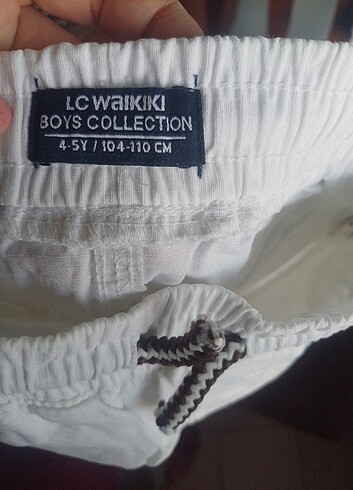 LC WAIKIKI
BOYS COLLECTION
4-5Y / 104-110 CM